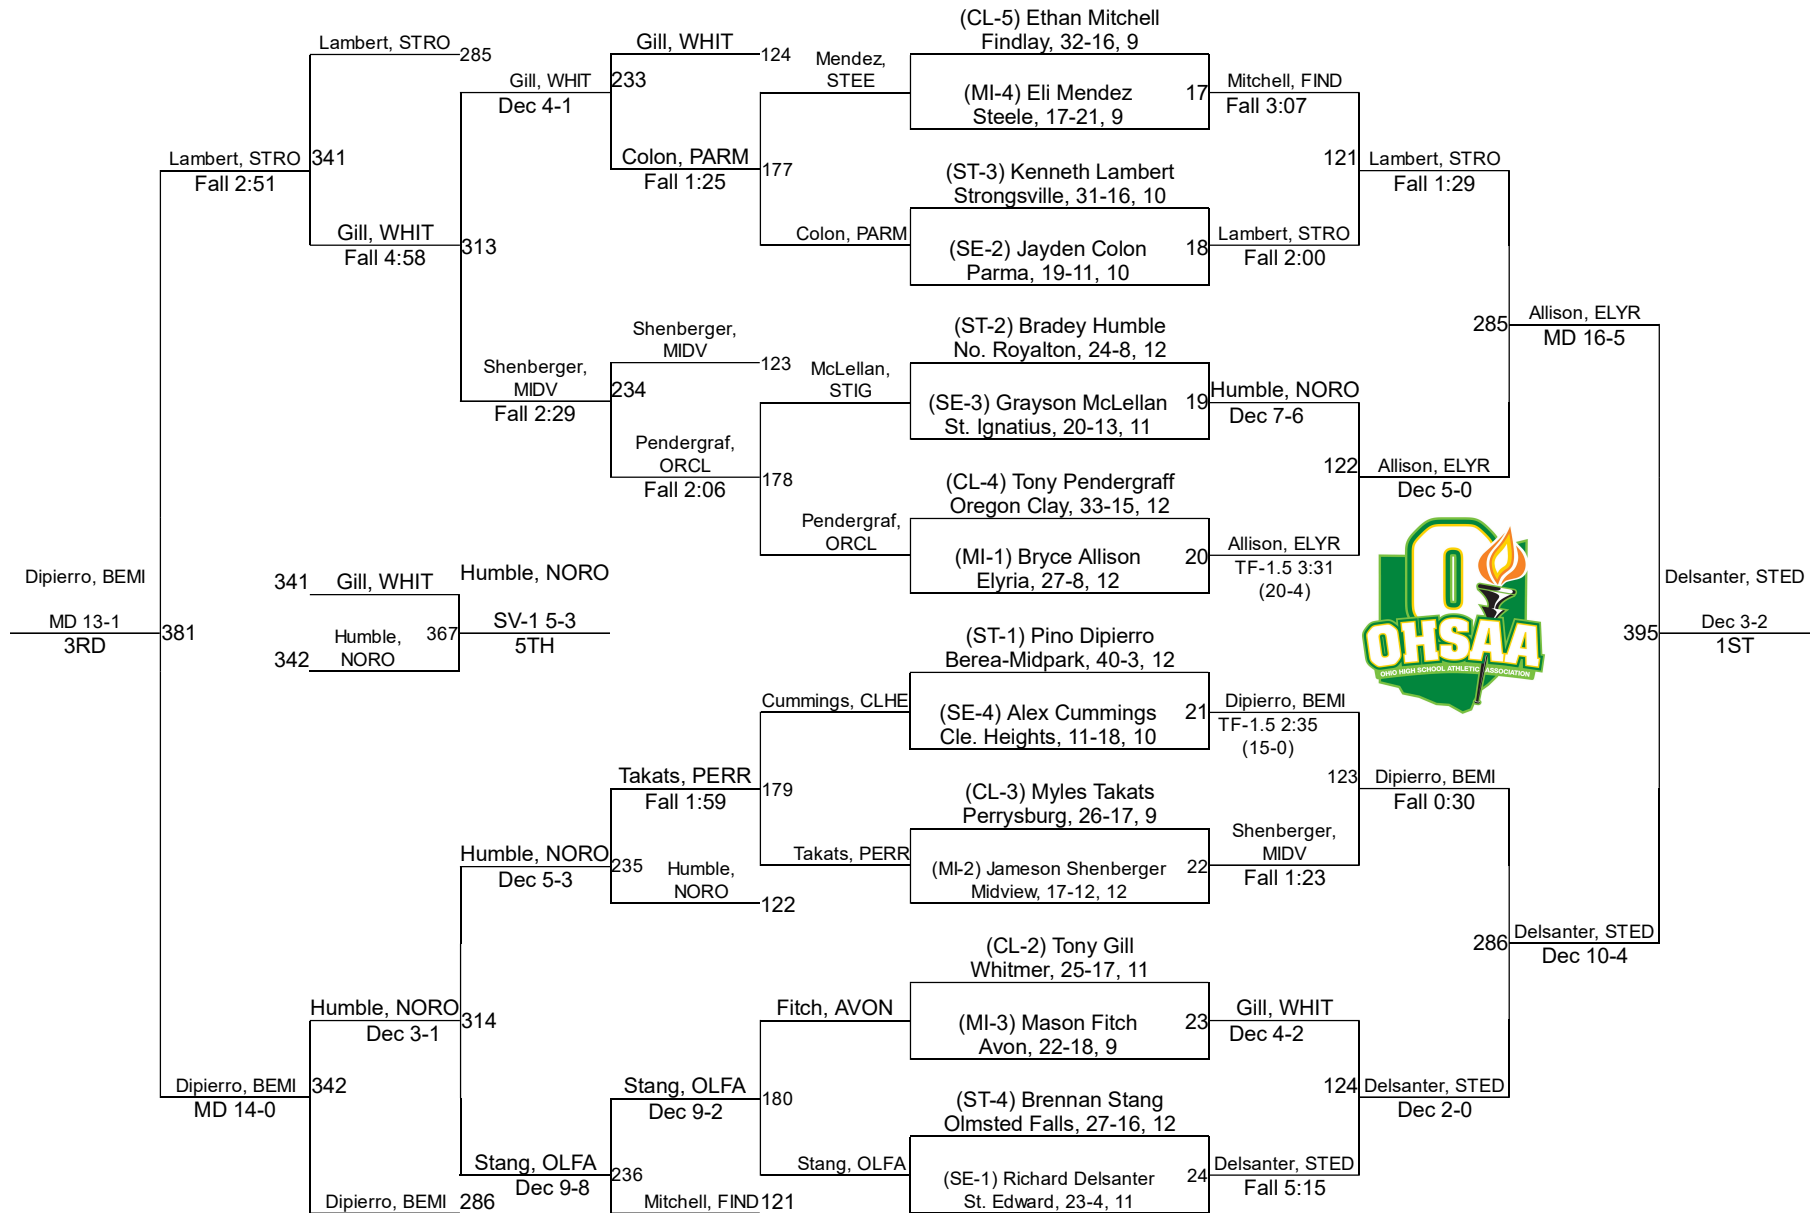 (CL-5) Ethan Mitchell
Findlay, 32-16, 9
(MI-4) Eli Mendez
Steele, 17-21, 9
17
(ST-3) Kenneth Lambert
Strongsville, 31-16, 10
(SE-2) Jayden Colon
Parma, 19-11, 10
18
(ST-2) Bradey Humble
No. Royalton, 24-8, 12
(SE-3) Grayson McLellan
St. Ignatius, 20-13, 11
19
(CL-4) Tony Pendergraff
Oregon Clay, 33-15, 12
(MI-1) Bryce Allison
Elyria, 27-8, 12
20
(ST-1) Pino Dipierro
Berea-Midpark, 40-3, 12
(SE-4) Alex Cummings
Cle. Heights, 11-18, 10
21
(CL-3) Myles Takats
Perrysburg, 26-17, 9
(MI-2) Jameson Shenberger
Midview, 17-12, 12
22
(CL-2) Tony Gill
Whitmer, 25-17, 11
(MI-3) Mason Fitch
Avon, 22-18, 9
23
(ST-4) Brennan Stang
Olmsted Falls, 27-16, 12
(SE-1) Richard Delsanter
St. Edward, 23-4, 11
24
Mitchell, FIND
Fall 3:07
121
Lambert, STRO
Fall 2:00
Humble, NORO
Dec 7-6
122
Allison, ELYR
TF-1.5 3:31
(20-4)
Dipierro, BEMI
TF-1.5 2:35
(15-0)
123
Shenberger,
MIDV
Fall 1:23
Gill, WHIT
Dec 4-2
124
Delsanter, STED
Fall 5:15
Lambert, STRO
Fall 1:29
285
Allison, ELYR
Dec 5-0
Dipierro, BEMI
Fall 0:30
286
Delsanter, STED
Dec 2-0
Allison, ELYR
MD 16-5
395
Delsanter, STED
Dec 10-4
Delsanter, STED
Dec 3-2
1ST
O
OHSAA
OHIO HIGH SCHOOL ATHLETIC ASSOCIATION
Mendez,
STEE
177
Colon, PARM
McLellan,
STIG
178
Pendergraf,
ORCL
Cummings, CLHE
179
Takats, PERR
Fitch, AVON
180
Stang, OLFA
Gill, WHIT
124
233
Colon, PARM
Fall 1:25
Shenberger,
MIDV
123
234
Pendergraf,
ORCL
Fall 2:06
Takats, PERR
Fall 1:59
235
Humble,
NORO
122
Stang, OLFA
Dec 9-2
236
Mitchell, FIND
121
Gill, WHIT
Dec 4-1
313
Shenberger,
MIDV
Fall 2:29
Humble, NORO
Dec 5-3
314
Stang, OLFA
Dec 9-8
Lambert, STRO
285
341
Gill, WHIT
Fall 4:58
Humble, NORO
Dec 3-1
342
Dipierro, BEMI
286
Lambert, STRO
Fall 2:51
381
Dipierro, BEMI
MD 14-0
Dipierro, BEMI
MD 13-1
3RD
341
Gill, WHIT
342
Humble,
NORO
367
Humble, NORO
SV-1 5-3
5TH